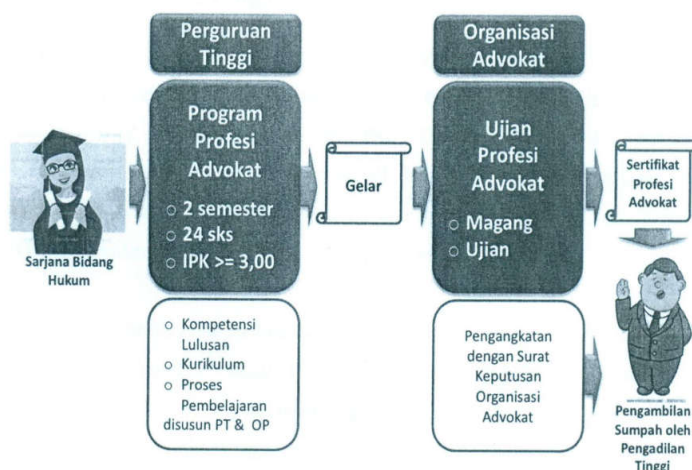 Perguruan
Tinggi
Organisasi
Advokat
Program
Profesi
Advokat
○ 2 semester
○ 24 sks
○ IPK >= 3,00
Gelar
Ujian
Profesi
Advokat
○ Magang
○ Ujian
Sertifikat
Profesi
Advokat
Sarjana Bidang
Hukum
○ Kompetensi
Lulusan
○ Kurikulum
○ Proses
Pembelajaran
disusun PT & OP
Pengangkatan
dengan Surat
Keputusan
Organisasi
Advokat
Pengambilan
Sumpah oleh
Pengadilan
Tinggi